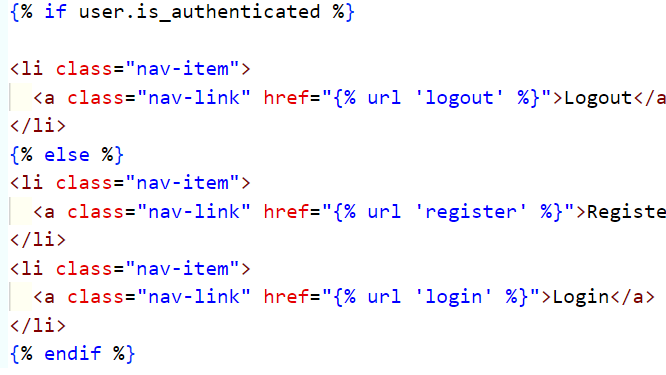 {% if user.is_authenticated %}
<li class="nav-item">
<a class="nav-link" href="{% url 'logout' %}">Logout</a
</li>
{% else %}
<li class="nav-item">
<a class="nav-link" href="{% url 'register' %}">Registe
</li>
<li class="nav-item">
<a class="nav-link" href="{% url 'login' %}">Login</a>
</li>
{% endif %}